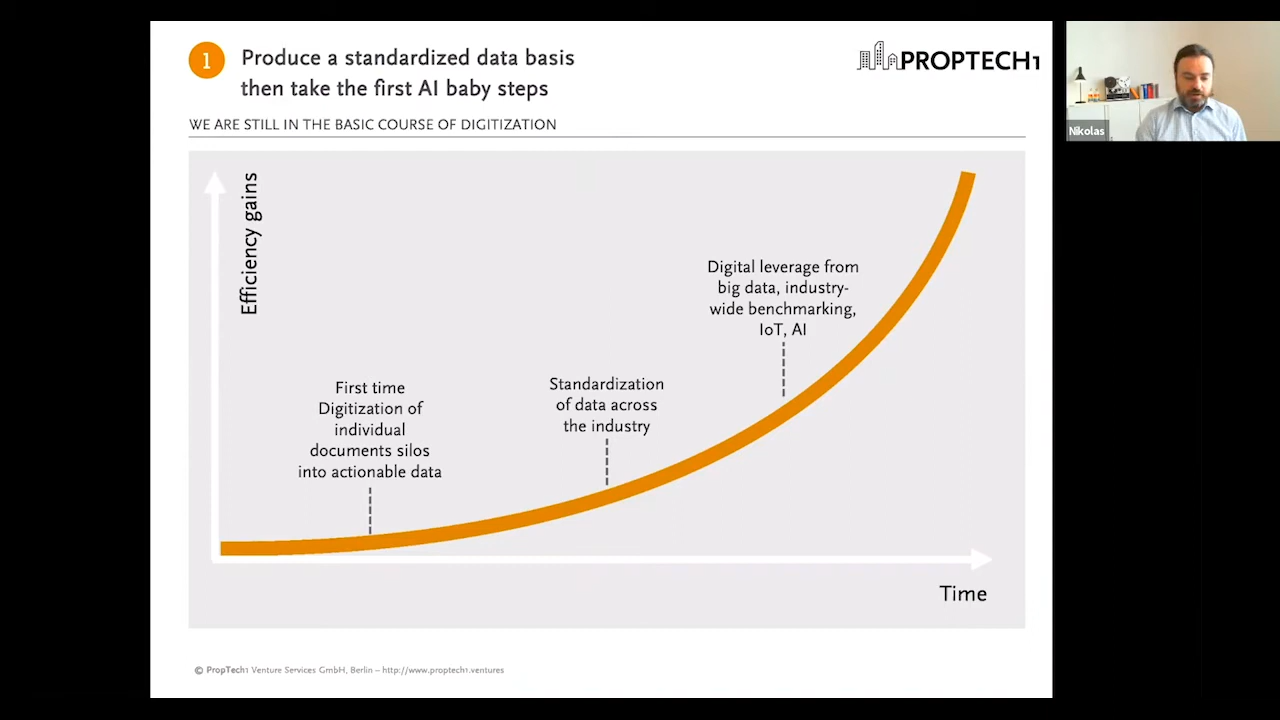 1
Produce a standardized data basis
then take the first AI baby steps
PROPTECH1
WE ARE STILL IN THE BASIC COURSE OF DIGITIZATION
Efficiency gains
First time
Digitization of
individual
documents silos
into actionable data
Standardization
of data across
the industry
Digital leverage from
big data, industry-
wide benchmarking,
IoT, AI
Time
© PropTech1 Venture Services GmbH, Berlin – http://www.proptech1.ventures
Nikolas